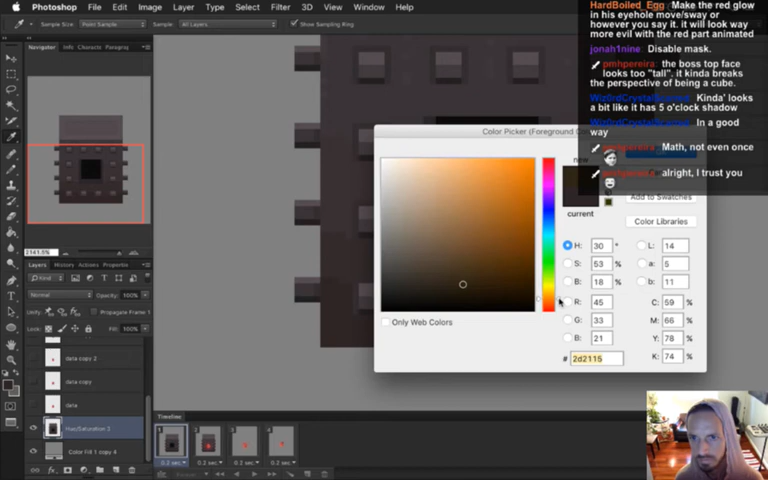 Photoshop File Edit Image Layer Type Select Filter 3D View Window Help
Sample Size: Point Sample Sample: All Layers Show Sampling Ring
HardBoiled_Egg Make the red glow
in his eyehole move/sway or
however you say it. it will look way
more evil with the red part animated
jonah1nine: Disable mask.
pmhpereira: the boss top face
looks too "tall". it kinda breaks
the perspective of being a cube.
Kinda' looks
a bit like it has 5 o'clock shadow
In a good
way
Math, not even once
alright, I trust you
Navigator Info Characters Paragraph
Color Picker (Foreground
new
current
Add to Swatches
Color Libraries
H: 30 ° L: 14
S: 53 % a: 5
B: 18 % b: 11
R: 45 C: 59 %
G: 33 M: 66 %
B: 21 Y: 78 %
# 2d2115 K: 74 %
Only Web Colors
Layers History Actions Properties
Kind
Normal Opacity: 100%
Unify: Propagate Frame 1
Lock: Fill: 100%
data copy 2
data copy
data
Hue/Saturation 3
Color Fill 1 copy 4
Timeline
1 2 3 4
0.2 sec. 0.2 sec. 0.2 sec. 0.2 sec.